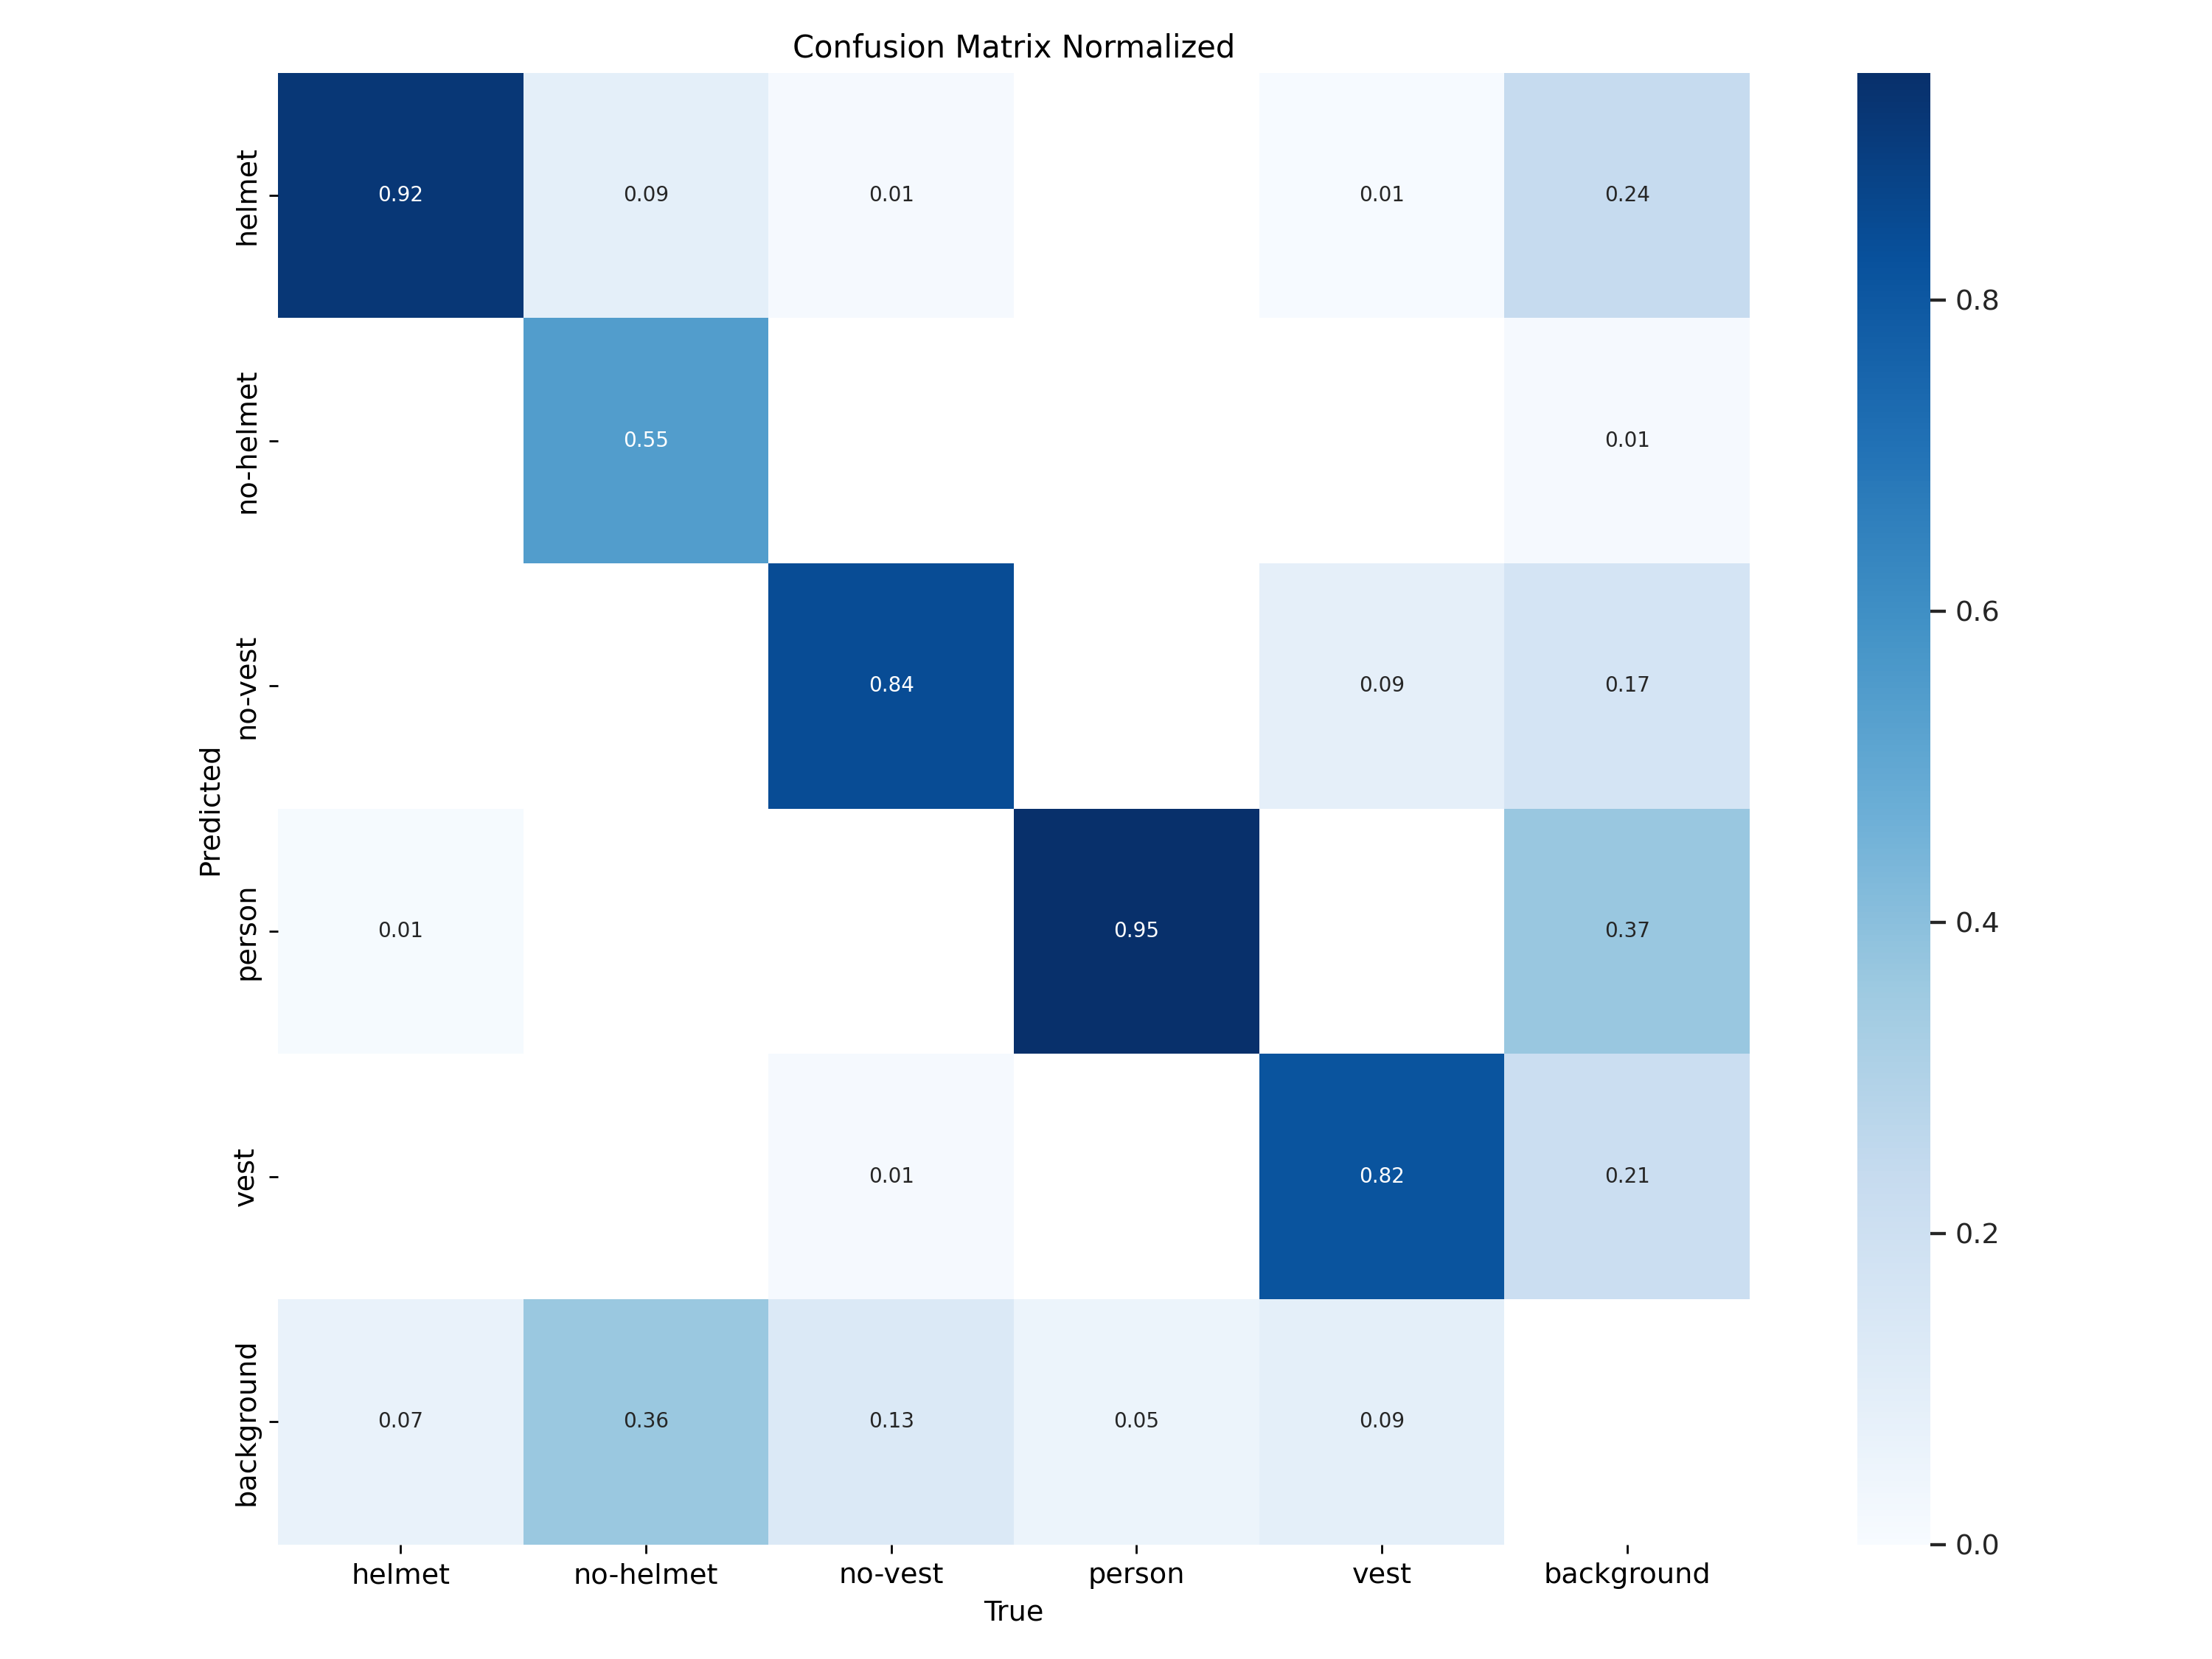 Confusion Matrix Normalized
helmet
0.92
0.09
0.01
0.01
0.24
0.8
no-helmet
0.55
0.01
0.6
no-vest
0.84
0.09
0.17
Predicted
person
0.01
0.95
0.37
0.4
vest
0.01
0.82
0.21
0.2
background
0.07
0.36
0.13
0.05
0.09
0.0
helmet
no-helmet
no-vest
person
vest
background
True